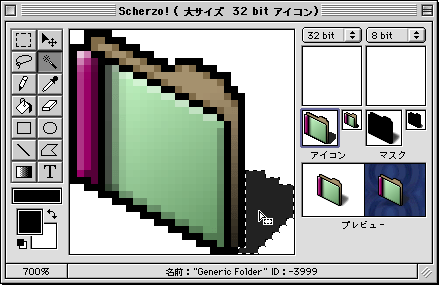 Scherzo! ( 大サイズ 32 bit アイコン)
32 bit 8 bit
T
アイコン マスク
プレビュー
700% 名前："Generic Folder" ID：-3999